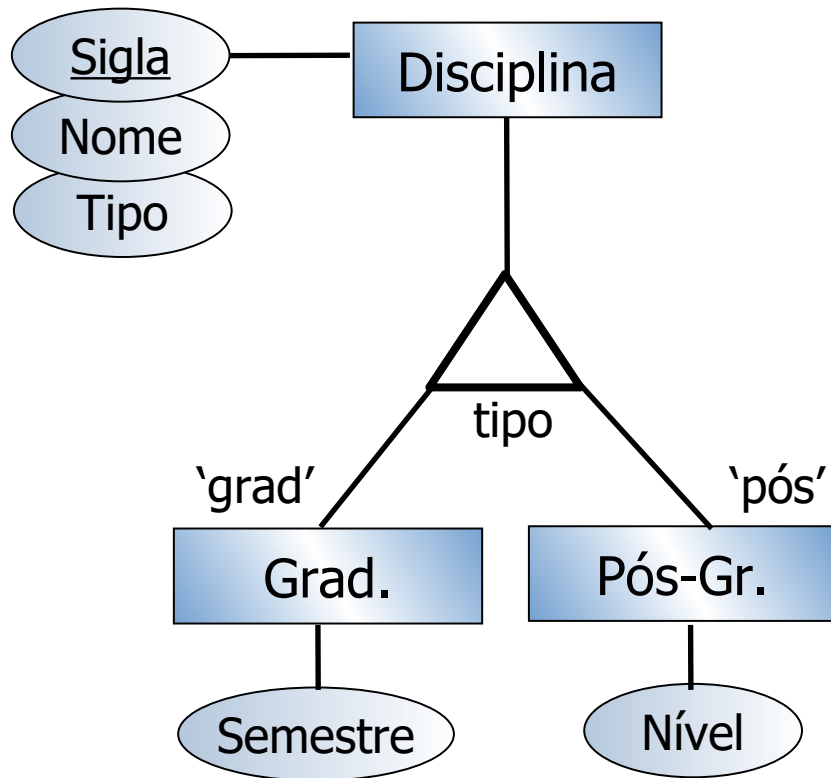 Sigla
Disciplina
Nome
Tipo
tipo
‘grad’
‘pós’
Grad.
Pós-Gr.
Semestre
Nível